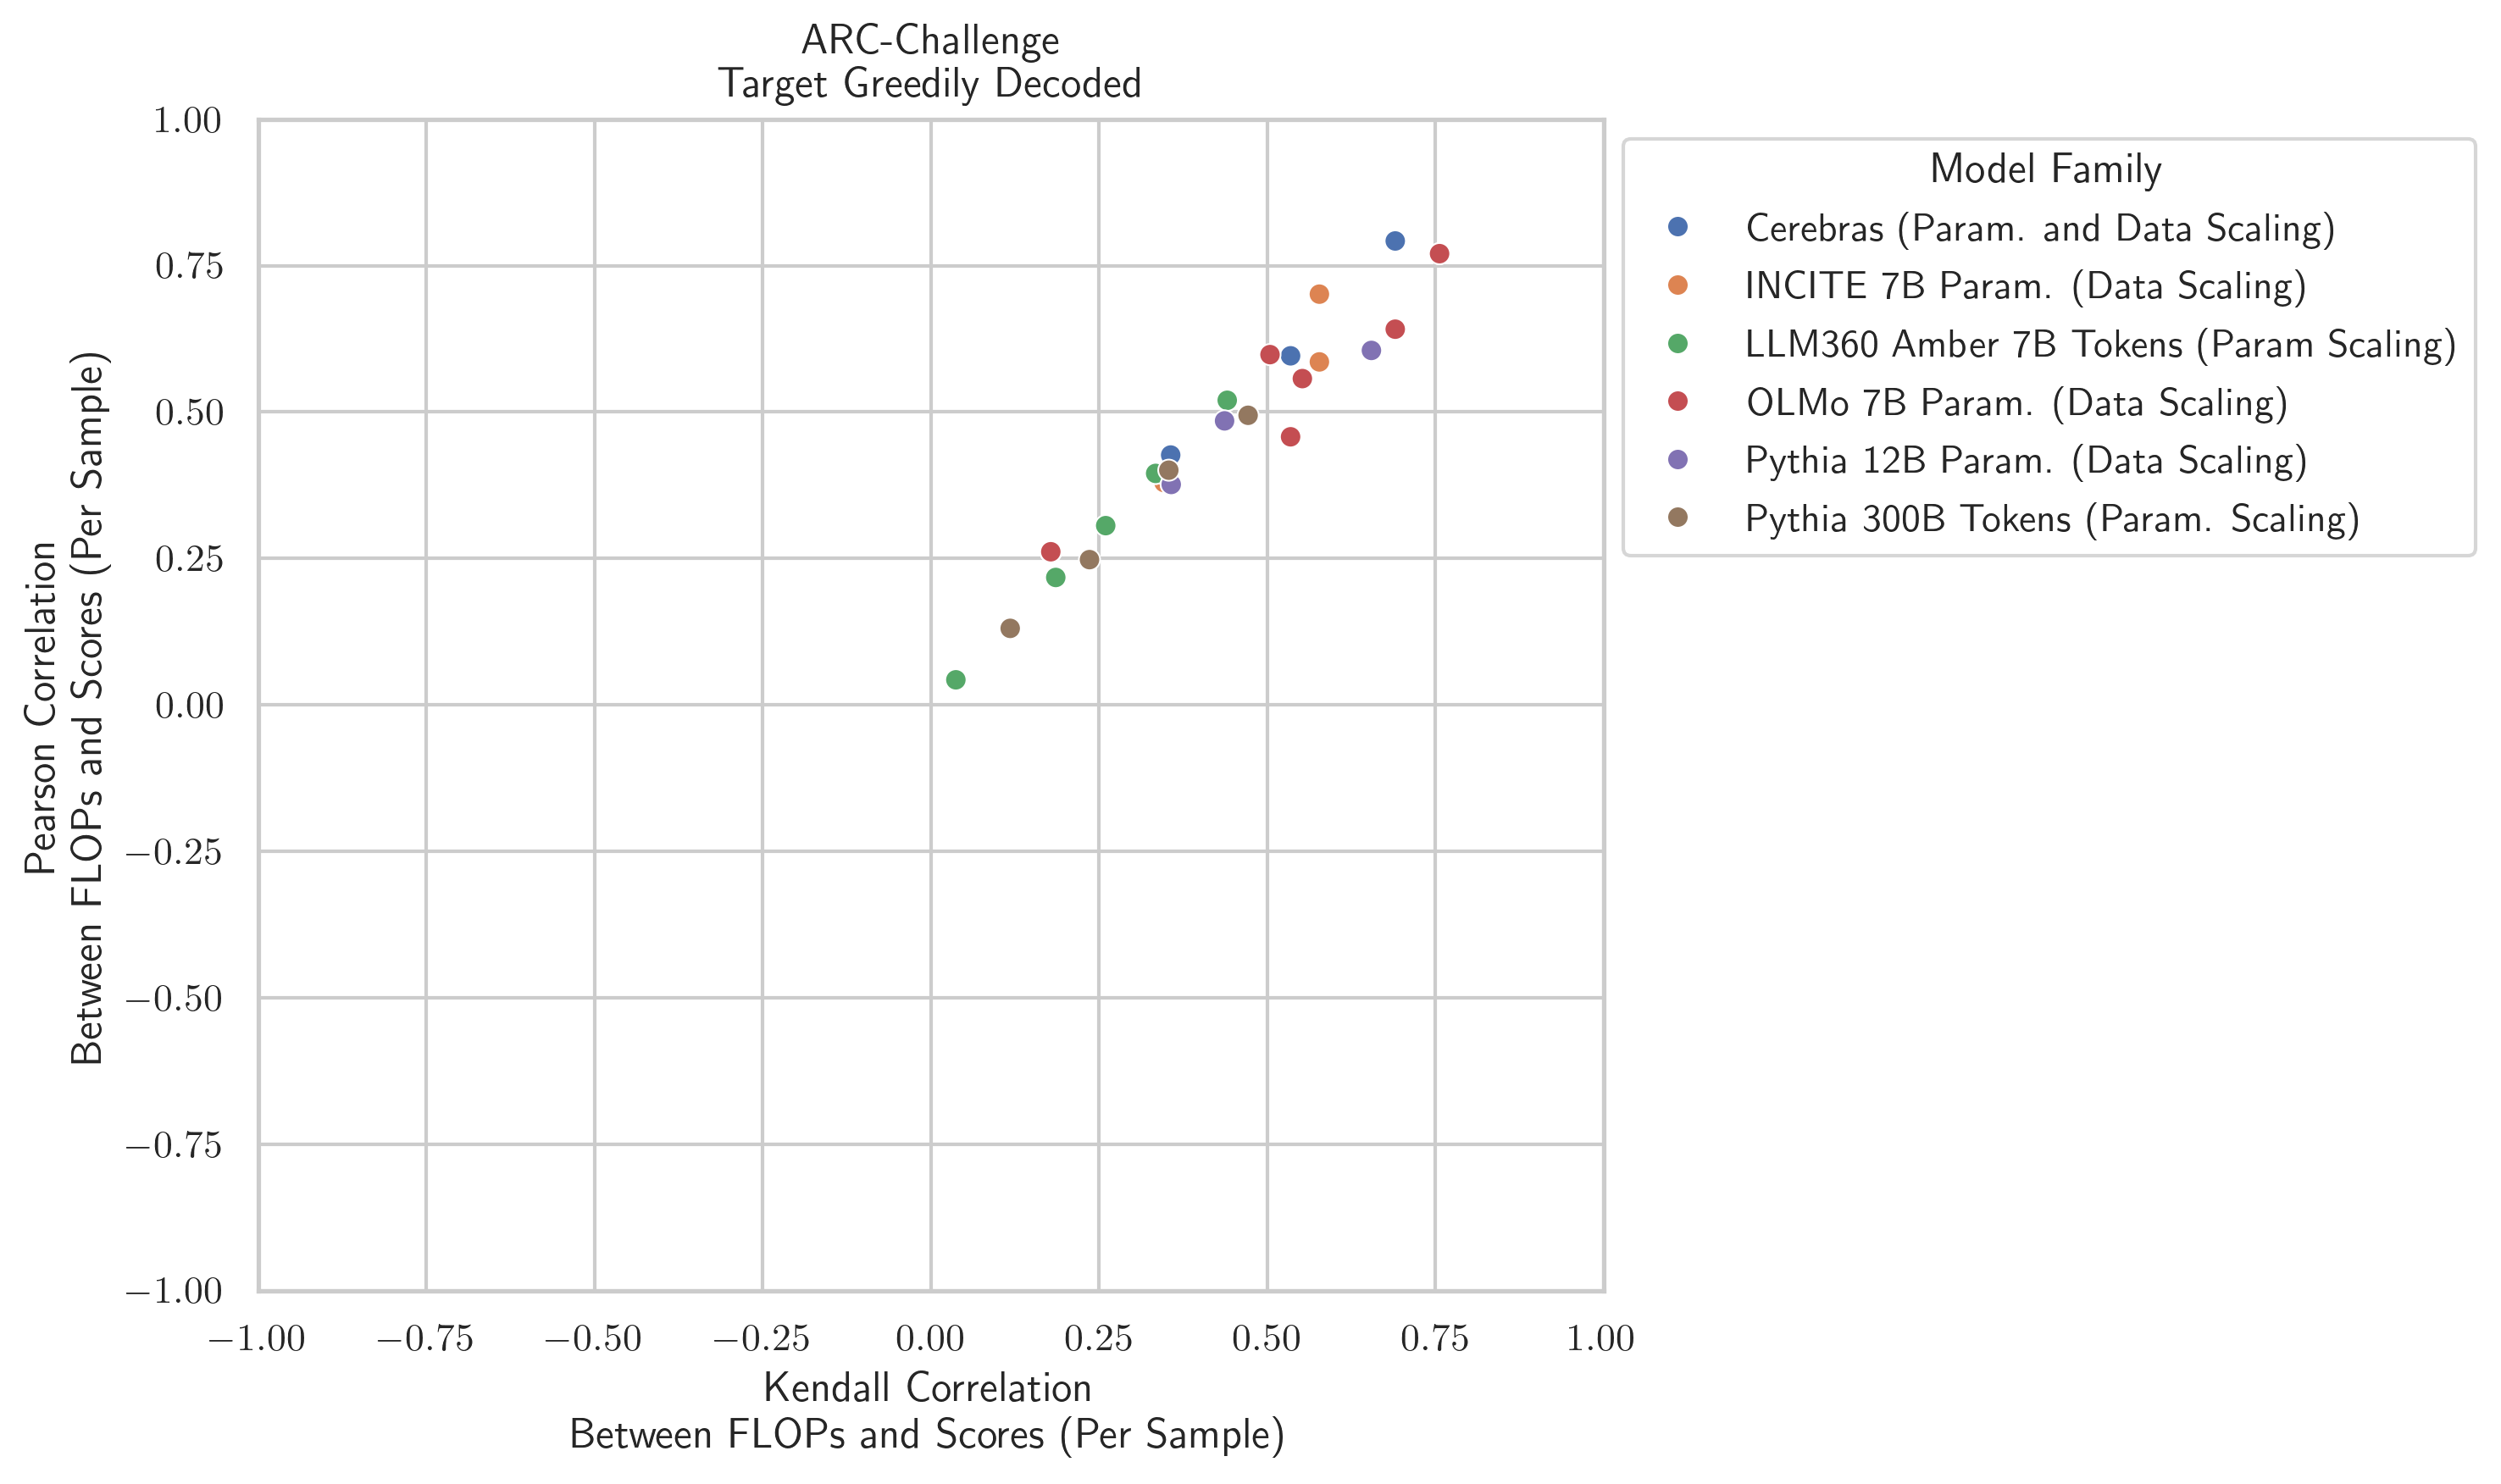 ARC-Challenge
Target Greedily Decoded
1.00
0.75
0.50
0.25
0.00
−0.25
−0.50
−0.75
−1.00
Pearson Correlation
Between FLOPs and Scores (Per Sample)
−1.00 −0.75 −0.50 −0.25 0.00 0.25 0.50 0.75 1.00
Kendall Correlation
Between FLOPs and Scores (Per Sample)
Model Family
Cerebras (Param. and Data Scaling)
INCITE 7B Param. (Data Scaling)
LLM360 Amber 7B Tokens (Param Scaling)
OLMo 7B Param. (Data Scaling)
Pythia 12B Param. (Data Scaling)
Pythia 300B Tokens (Param. Scaling)